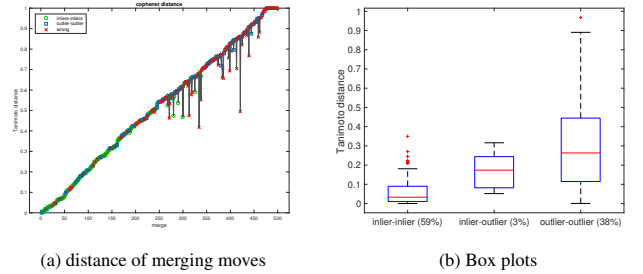 cophenet distance
inliers-inliers
outlier-outlier
wrong
Tanimoto distance
1
0.9
0.8
0.7
0.6
0.5
0.4
0.3
0.2
0.1
0
0 50 100 150 200 250 300 350 400 450 500
merge
(a) distance of merging moves
Tanimoto distance
1
0.9
0.8
0.7
0.6
0.5
0.4
0.3
0.2
0.1
0
inlier-inlier (59%) inlier-outlier (3%) outlier-outlier (38%)
(b) Box plots